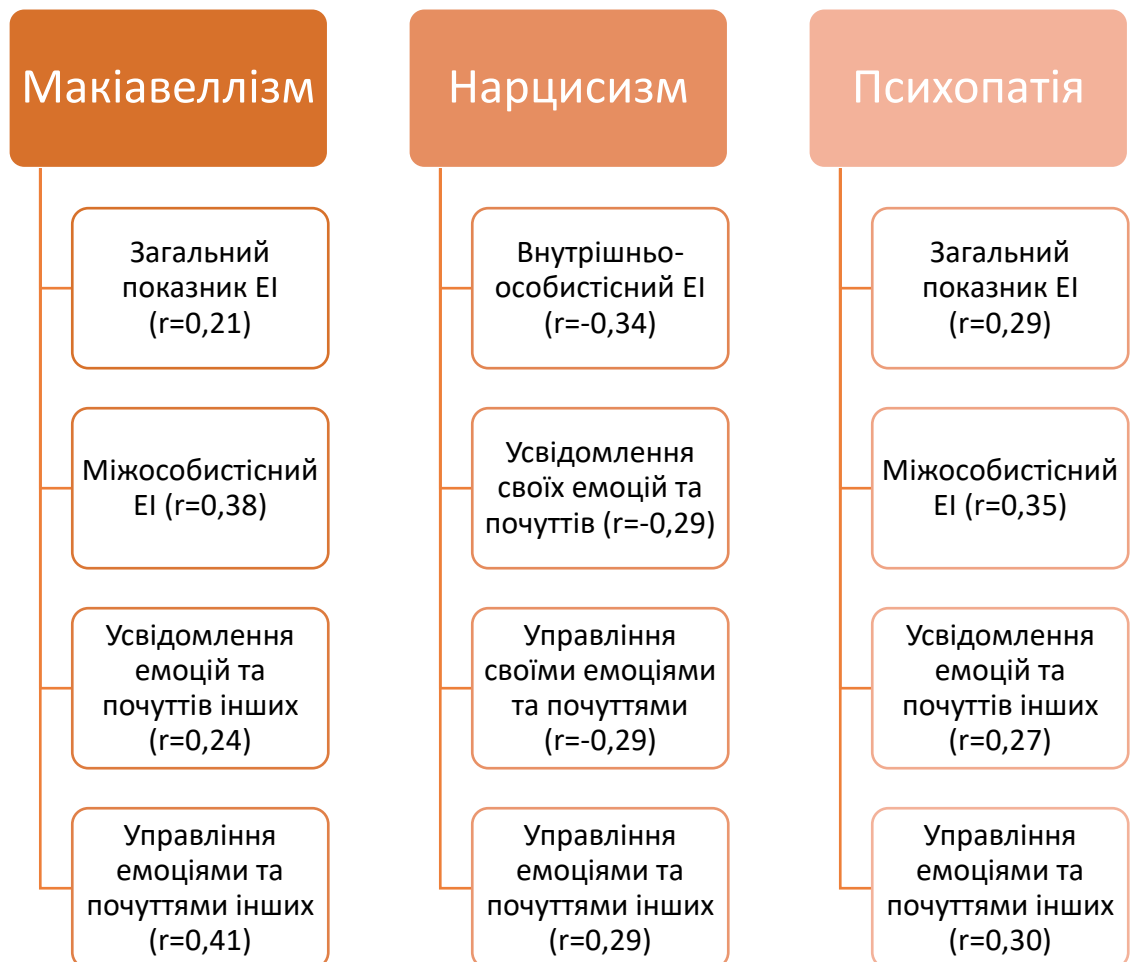 Макіавеллізм
Загальний
показник ЕІ
(r=0,21)
Міжособистісний
ЕІ (r=0,38)
Усвідомлення
емоцій та
почуттів інших
(r=0,24)
Управління
емоціями та
почуттями інших
(r=0,41)
Нарцисизм
Внутрішньо-
особистісний ЕІ
(r=-0,34)
Усвідомлення
своїх емоцій та
почуттів (r=-0,29)
Управління
своїми емоціями
та почуттями
(r=-0,29)
Управління
емоціями та
почуттями інших
(r=0,29)
Психопатія
Загальний
показник ЕІ
(r=0,29)
Міжособистісний
ЕІ (r=0,35)
Усвідомлення
емоцій та
почуттів інших
(r=0,27)
Управління
емоціями та
почуттями інших
(r=0,30)